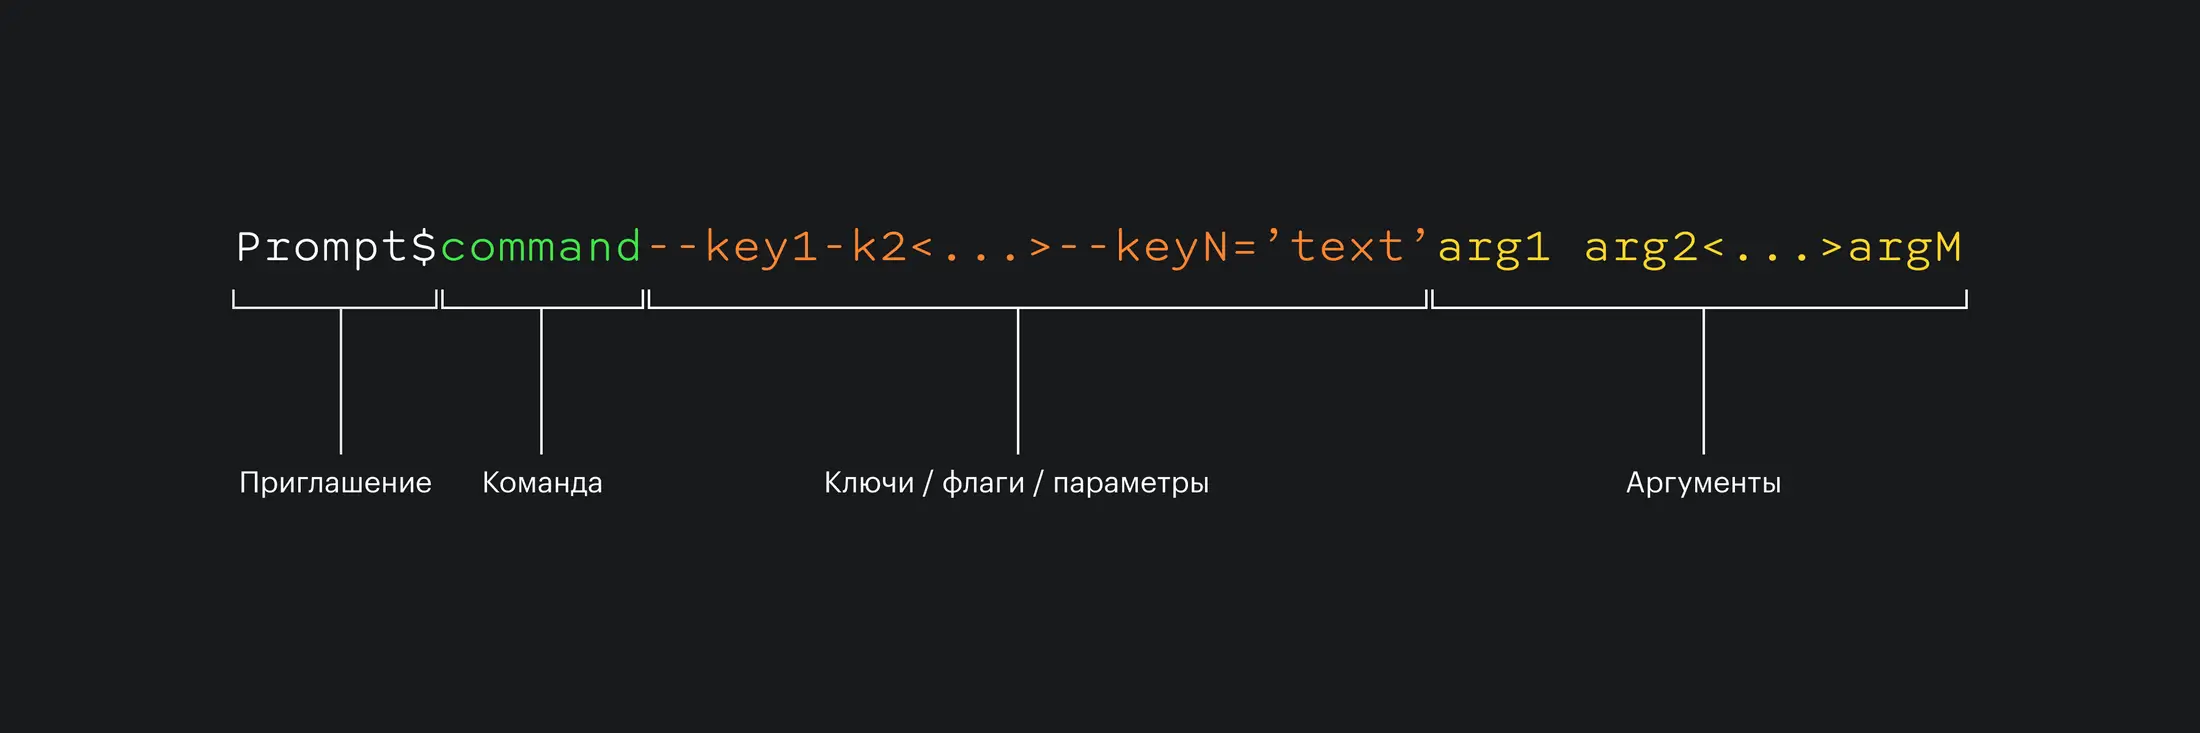 Prompt$command--key1-k2<...>--keyN=’text’arg1 arg2<...>argM
Приглашение Команда Ключи / флаги / параметры Аргументы